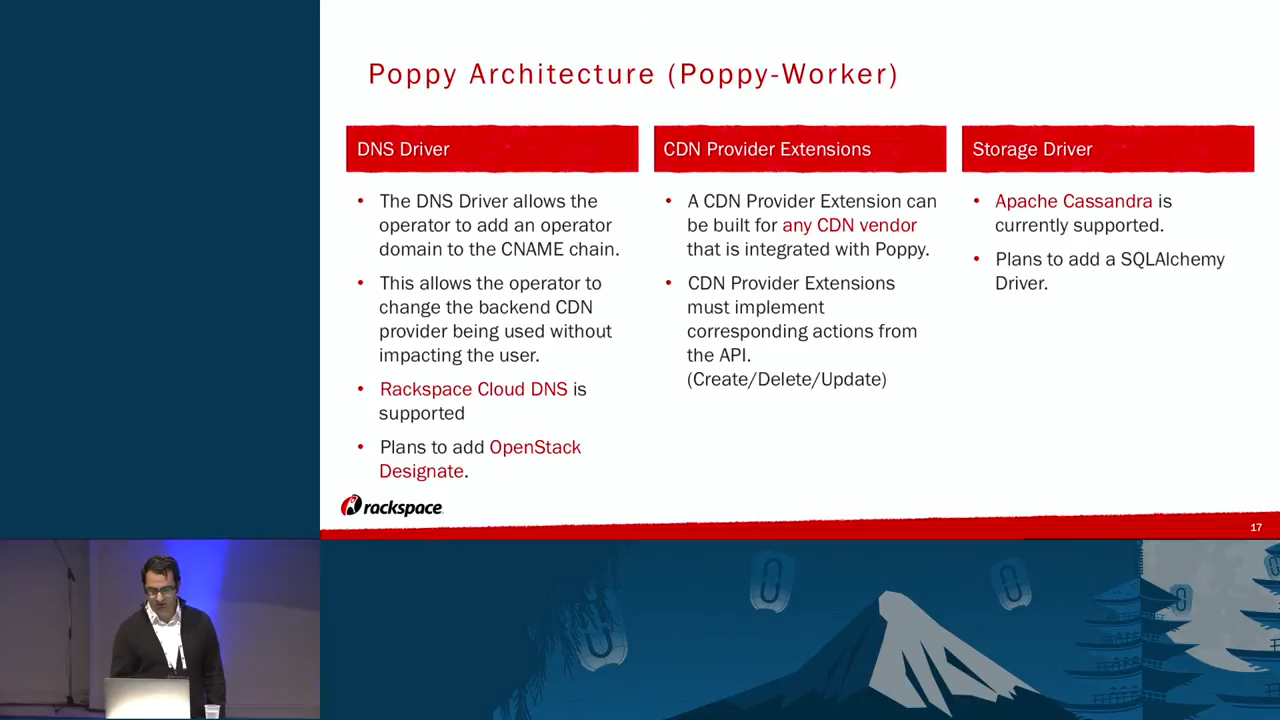 Poppy Architecture (Poppy-Worker)
DNS Driver
• The DNS Driver allows the
operator to add an operator
domain to the CNAME chain.
• This allows the operator to
change the backend CDN
provider being used without
impacting the user.
• Rackspace Cloud DNS is
supported
• Plans to add OpenStack
Designate.
CDN Provider Extensions
• A CDN Provider Extension can
be built for any CDN vendor
that is integrated with Poppy.
• CDN Provider Extensions
must implement
corresponding actions from
the API.
(Create/Delete/Update)
Storage Driver
• Apache Cassandra is
currently supported.
• Plans to add a SQLAlchemy
Driver.
rackspace
17